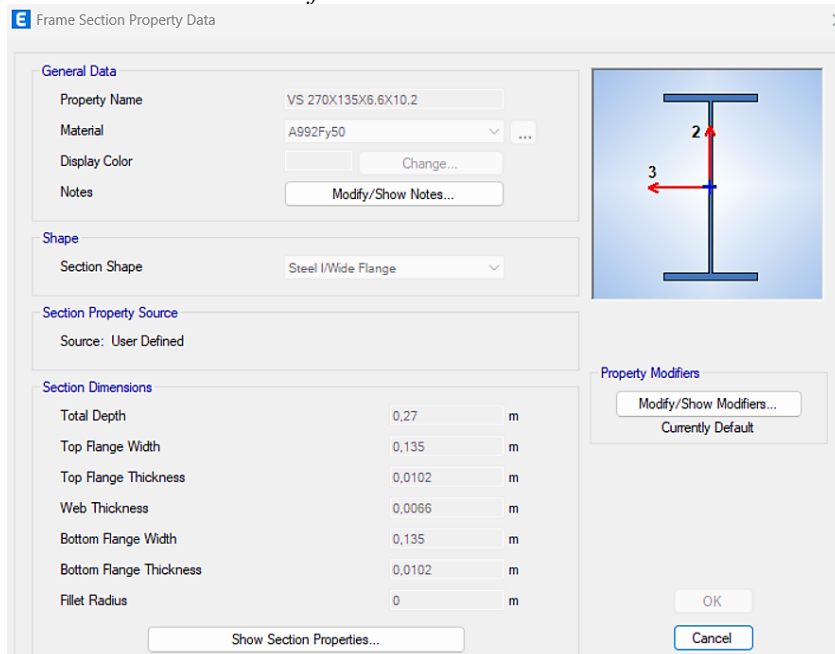 E Frame Section Property Data
General Data
Property Name VS 270X135X6.6X10.2
Material A992Fy50 ...
Display Color Change...
Notes Modify/Show Notes...
2
3
Shape
Section Shape Steel I/Wide Flange
Section Property Source
Source: User Defined
Property Modifiers
Modify/Show Modifiers...
Currently Default
Section Dimensions
Total Depth 0,27 m
Top Flange Width 0,135 m
Top Flange Thickness 0,0102 m
Web Thickness 0,0066 m
Bottom Flange Width 0,135 m
Bottom Flange Thickness 0,0102 m
Fillet Radius 0 m
Show Section Properties...
OK
Cancel